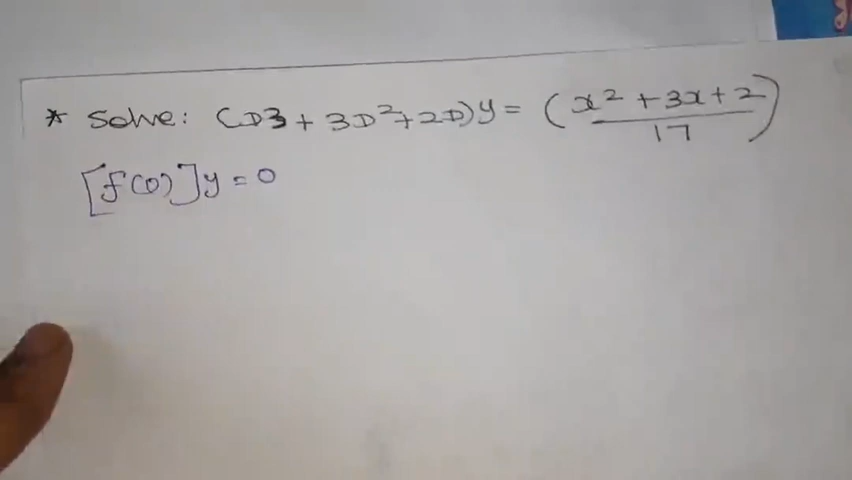 * Solve: (D3 + 3D²+2D)y = (x² + 3x + 2 / 17)
[f(D)]y = 0